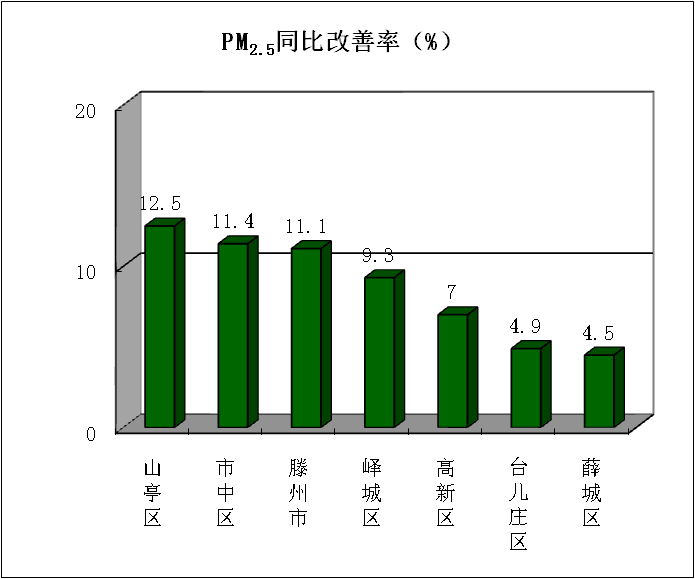 PM2.5同比改善率（%）
20
10
0
12.5
11.4
11.1
9.3
7
4.9
4.5
山亭区
市中区
滕州市
峄城区
高新区
台儿庄区
薛城区